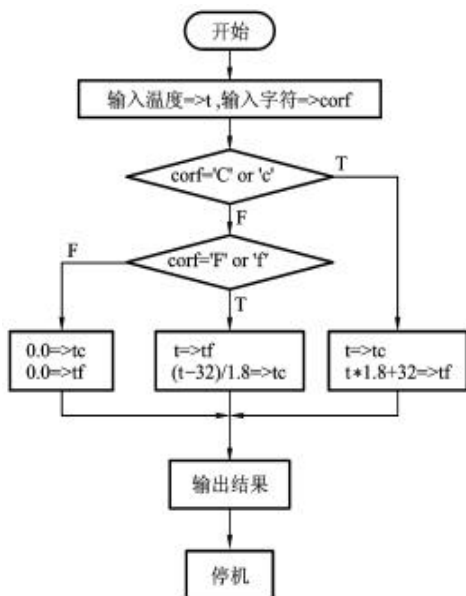 开始
输入温度=>t ,输入字符=>corf
corf='C' or 'c'
T
F
corf='F' or 'f'
F
T
0.0=>tc
0.0=>tf
t=>tf
(t−32)/1.8=>tc
t=>tc
t*1.8+32=>tf
输出结果
停机